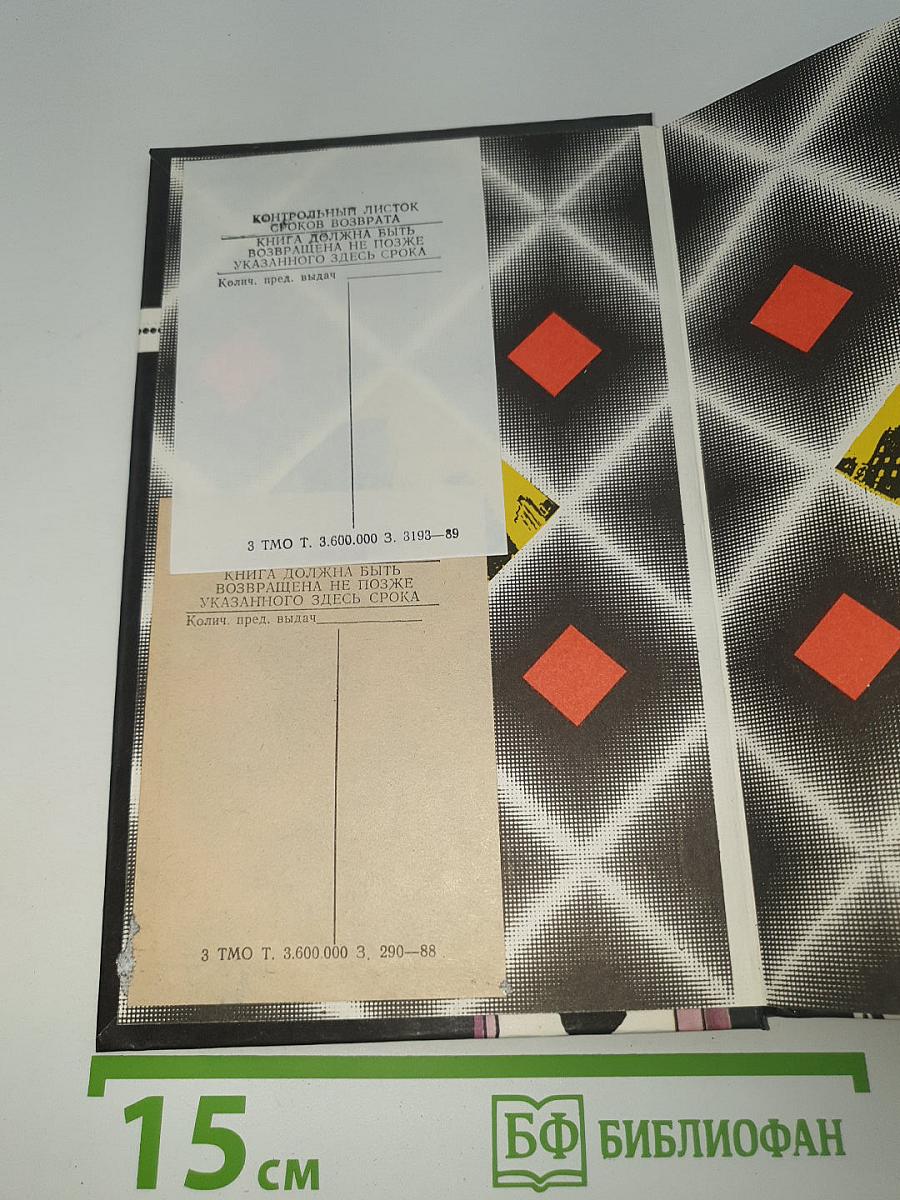 КОНТРОЛЬНЫЙ ЛИСТОК
СРОКОВ ВОЗВРАТА
КНИГА ДОЛЖНА БЫТЬ
ВОЗВРАЩЕНА НЕ ПОЗЖЕ
УКАЗАННОГО ЗДЕСЬ СРОКА
Колич. пред. выдач
3 ТМО Т. 3.600.000 З. 3193—89
КНИГА ДОЛЖНА БЫТЬ
ВОЗВРАЩЕНА НЕ ПОЗЖЕ
УКАЗАННОГО ЗДЕСЬ СРОКА
Колич. пред. выдач
3 ТМО Т. 3.600.000 З. 290—88
15 см
БФ БИБЛИОФАН